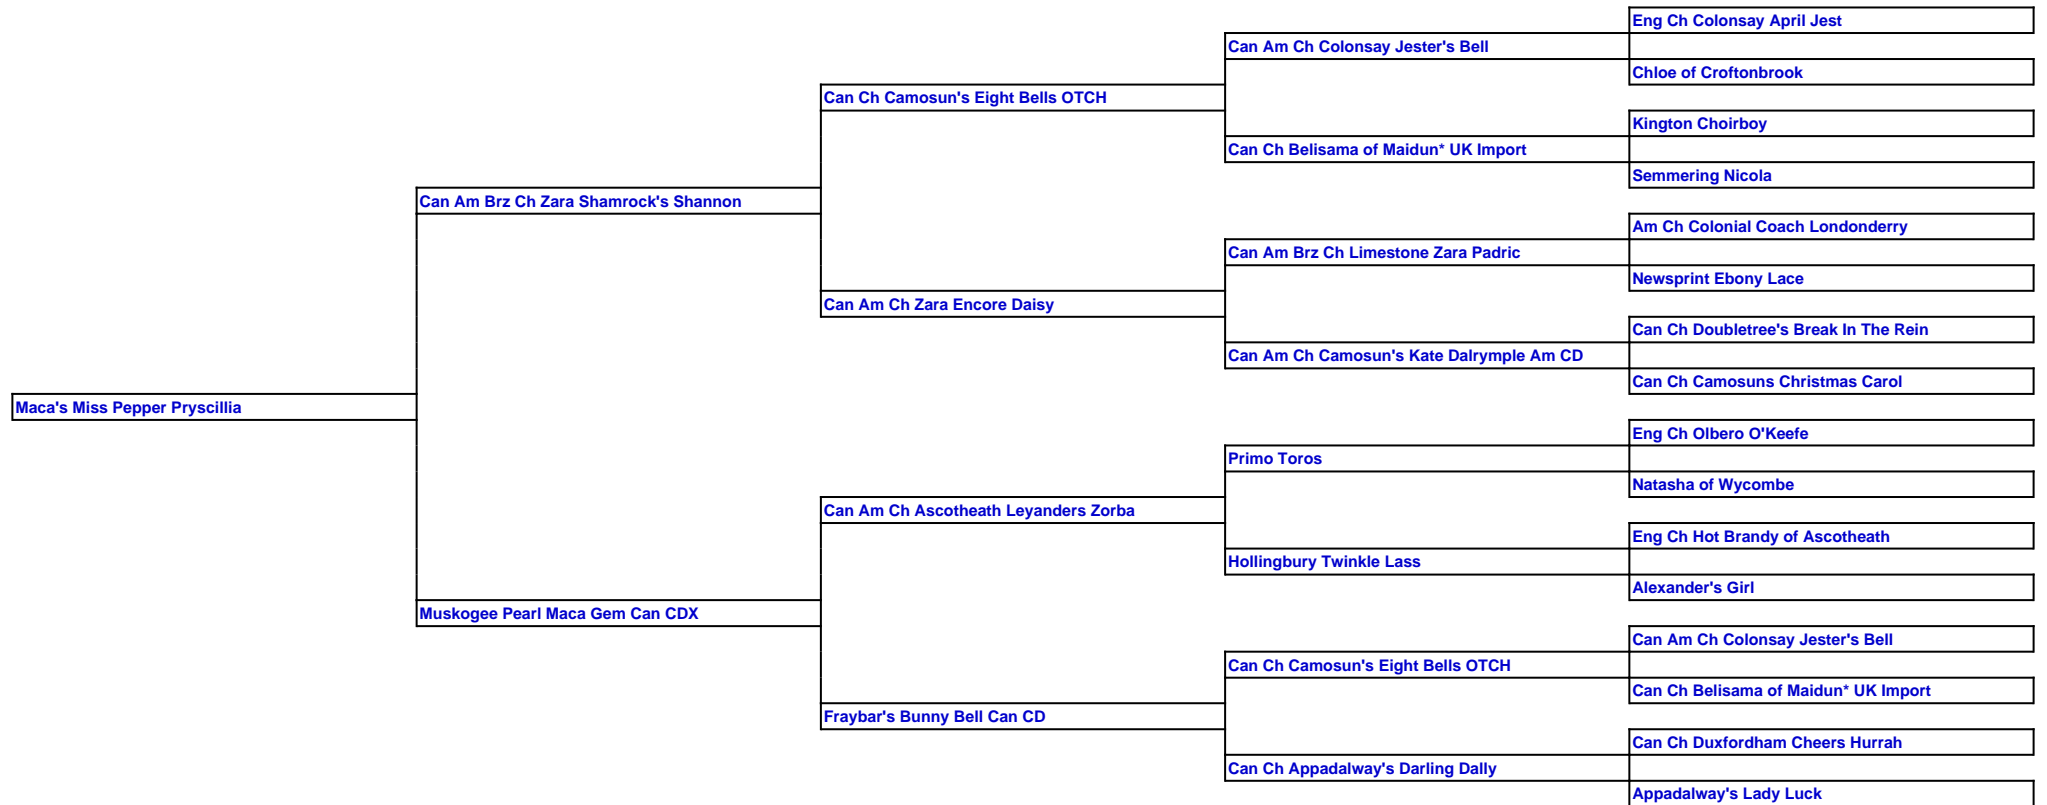 Eng Ch Colonsay April Jest
Can Am Ch Colonsay Jester's Bell
Chloe of Croftonbrook
Can Ch Camosun's Eight Bells OTCH
Kington Choirboy
Can Ch Belisama of Maidun* UK Import
Semmering Nicola
Can Am Brz Ch Zara Shamrock's Shannon
Am Ch Colonial Coach Londonderry
Can Am Brz Ch Limestone Zara Padric
Newsprint Ebony Lace
Can Am Ch Zara Encore Daisy
Can Ch Doubletree's Break In The Rein
Can Am Ch Camosun's Kate Dalrymple Am CD
Can Ch Camosuns Christmas Carol
Maca's Miss Pepper Pryscillia
Eng Ch Olbero O'Keefe
Primo Toros
Natasha of Wycombe
Can Am Ch Ascotheath Leyanders Zorba
Eng Ch Hot Brandy of Ascotheath
Hollingbury Twinkle Lass
Alexander's Girl
Muskogee Pearl Maca Gem Can CDX
Can Am Ch Colonsay Jester's Bell
Can Ch Camosun's Eight Bells OTCH
Can Ch Belisama of Maidun* UK Import
Fraybar's Bunny Bell Can CD
Can Ch Duxfordham Cheers Hurrah
Can Ch Appadalway's Darling Dally
Appadalway's Lady Luck